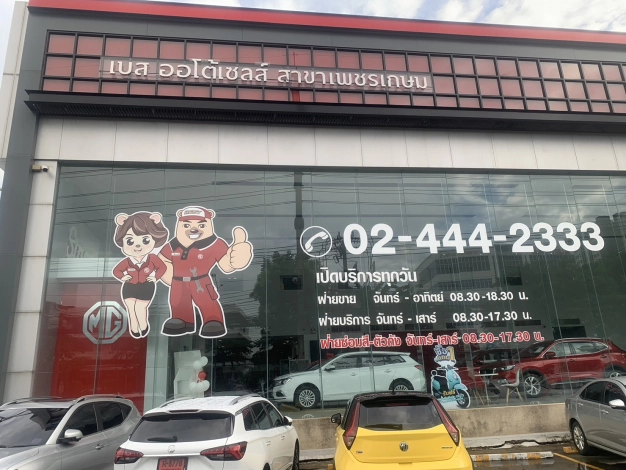 เบส ออโต้เซลส์ สาขาเพชรเกษม
02-444-2333
เปิดบริการทุกวัน
ฝ่ายขาย จันทร์ - อาทิตย์ 08.30-18.30 น.
ฝ่ายบริการ จันทร์ - เสาร์ 08.30-17.30 น.
ฝ่ายซ่อมสี-ตัวถัง จันทร์-เสาร์ 08.30-17.30 น.
MG